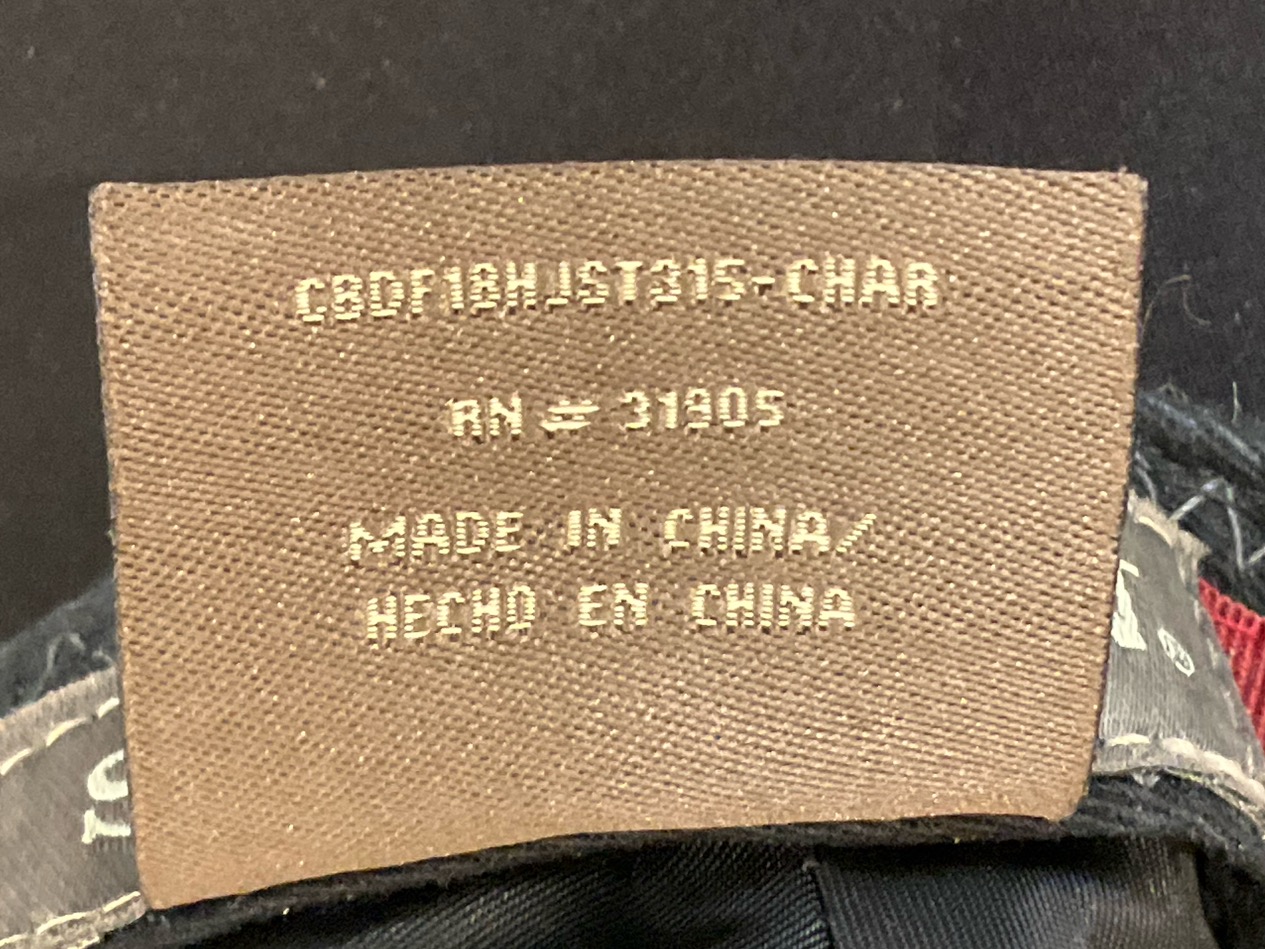 CBDF18HJST315-CHAR
RN # 31905
MADE IN CHINA/
HECHO EN CHINA